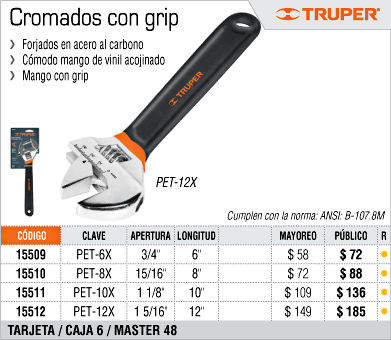 Cromados con grip
TRUPER®
Forjados en acero al carbono
Cómodo mango de vinil acojinado
Mango con grip
TRUPER
PET-12X
Cumplen con la norma: ANSI: B-107.8M
CÓDIGO CLAVE APERTURA LONGITUD MAYOREO PÚBLICO R
15509 PET-6X 3/4" 6" $ 58 $ 72
15510 PET-8X 15/16" 8" $ 72 $ 88
15511 PET-10X 1 1/8" 10" $ 109 $ 136
15512 PET-12X 1 5/16" 12" $ 149 $ 185
TARJETA / CAJA 6 / MASTER 48